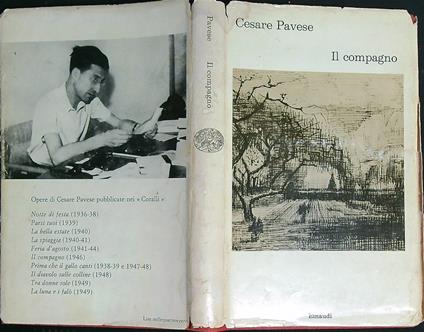 Opere di Cesare Pavese pubblicate nei « Coralli »
Notte di festa (1936-38)
Paesi tuoi (1939)
La bella estate (1940)
La spiaggia (1940-41)
Feria d'agosto (1941-44)
Il compagno (1946)
Prima che il gallo canti (1938-39 e 1947-48)
Il diavolo sulle colline (1948)
Tra donne sole (1949)
La luna e i falò (1949)
Pavese
Il compagno
Cesare Pavese
Il compagno
Einaudi